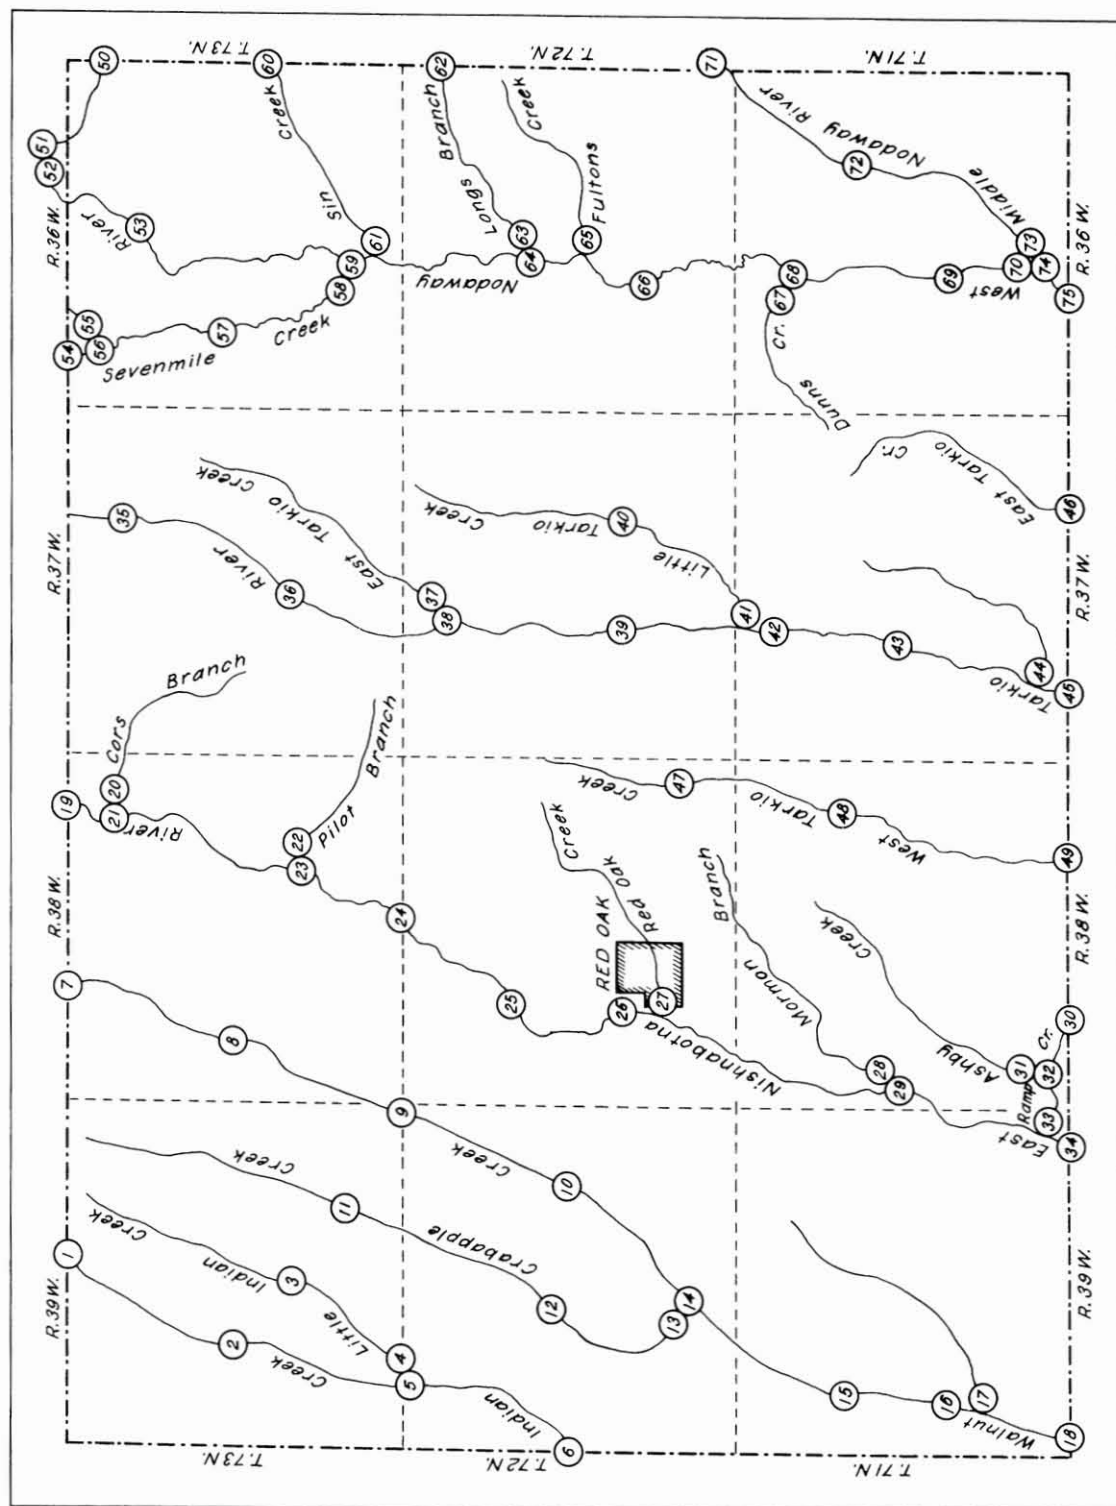 R.39W.
R.38W.
R.37W.
R.36W.
T.73N.
T.72N.
T.71N.
T.73N.
T.72N.
T.71N.
R.39W.
R.38W.
R.37W.
R.36W.
1
2
3
4
5
6
Indian Creek
Little Indian Creek
7
8
9
10
11
12
13
14
15
16
17
18
Crabapple Creek
Walnut Creek
19
20
21
22
23
24
25
26
27
28
29
30
31
32
33
34
Cors Branch
Pilot Branch
RED OAK
Red Oak Creek
Mormon Branch
Ashby Creek
Ramp Cr.
East Nishnabotna River
35
36
37
38
39
40
41
42
43
44
45
46
East Tarkio Creek
Little Tarkio Creek
Tarkio River
East Tarkio Cr.
47
48
49
West Tarkio Creek
50
51
52
53
54
55
56
57
58
59
60
61
62
63
64
65
66
67
68
69
70
71
72
73
74
75
Sevenmile Creek
Sin Creek
Longs Branch
Fultons Creek
Dunns Cr.
West Nodaway River
Middle Nodaway River